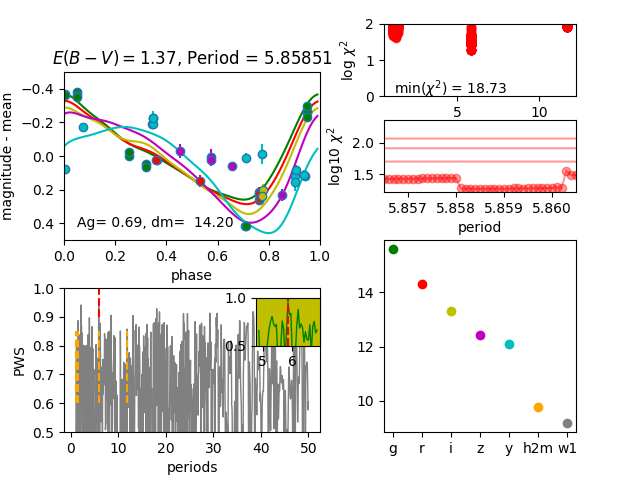 E(B − V) = 1.37, Period = 5.85851
magnitude - mean
−0.4
−0.2
0.0
0.2
0.4
Ag= 0.69, dm= 14.20
0.0 0.2 0.4 0.6 0.8 1.0
phase
log χ²
2
1
0
min(χ²) = 18.73
5 10
log10 χ²
2.0
1.5
5.857 5.858 5.859 5.860
period
PWS
1.0
0.9
0.8
0.7
0.6
0.5
1.0
0.5
5 6
0 10 20 30 40 50
periods
14
12
10
g r i z y h2m w1